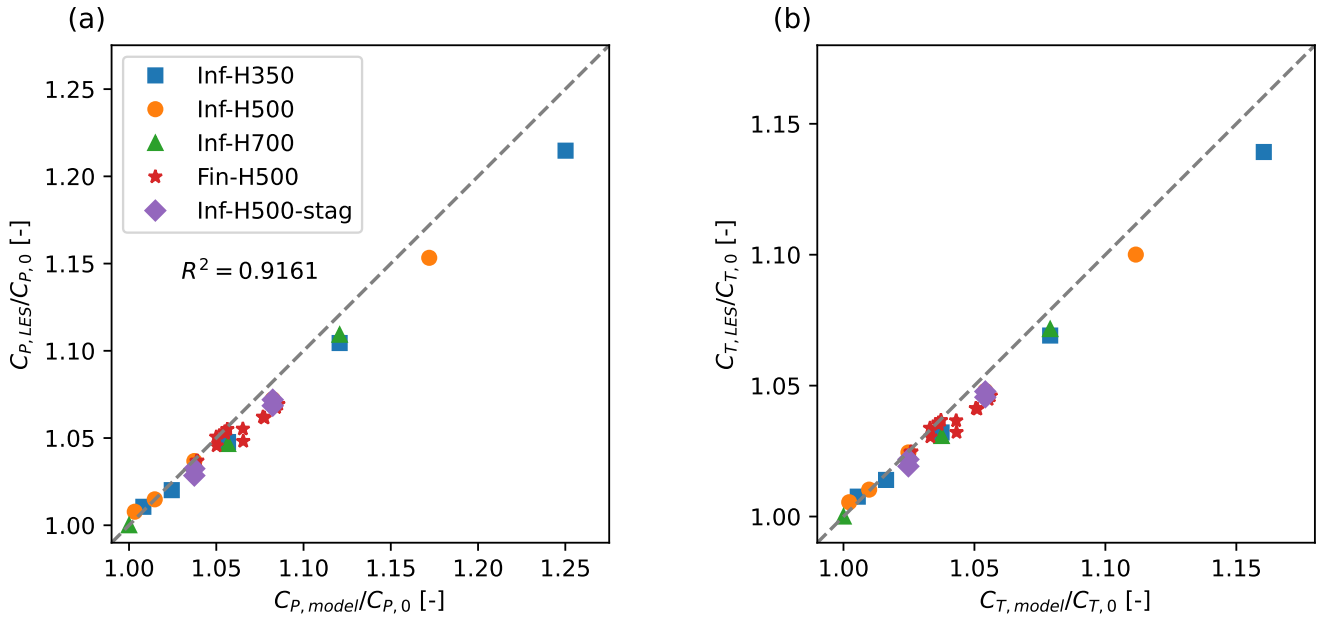 (a)
1.25
1.20
1.15
1.10
1.05
1.00
C_{P,LES}/C_{P,0} [-]
Inf-H350
Inf-H500
Inf-H700
Fin-H500
Inf-H500-stag
R² = 0.9161
1.00 1.05 1.10 1.15 1.20 1.25
C_{P,model}/C_{P,0} [-]
(b)
1.15
1.10
1.05
1.00
C_{T,LES}/C_{T,0} [-]
1.00 1.05 1.10 1.15
C_{T,model}/C_{T,0} [-]